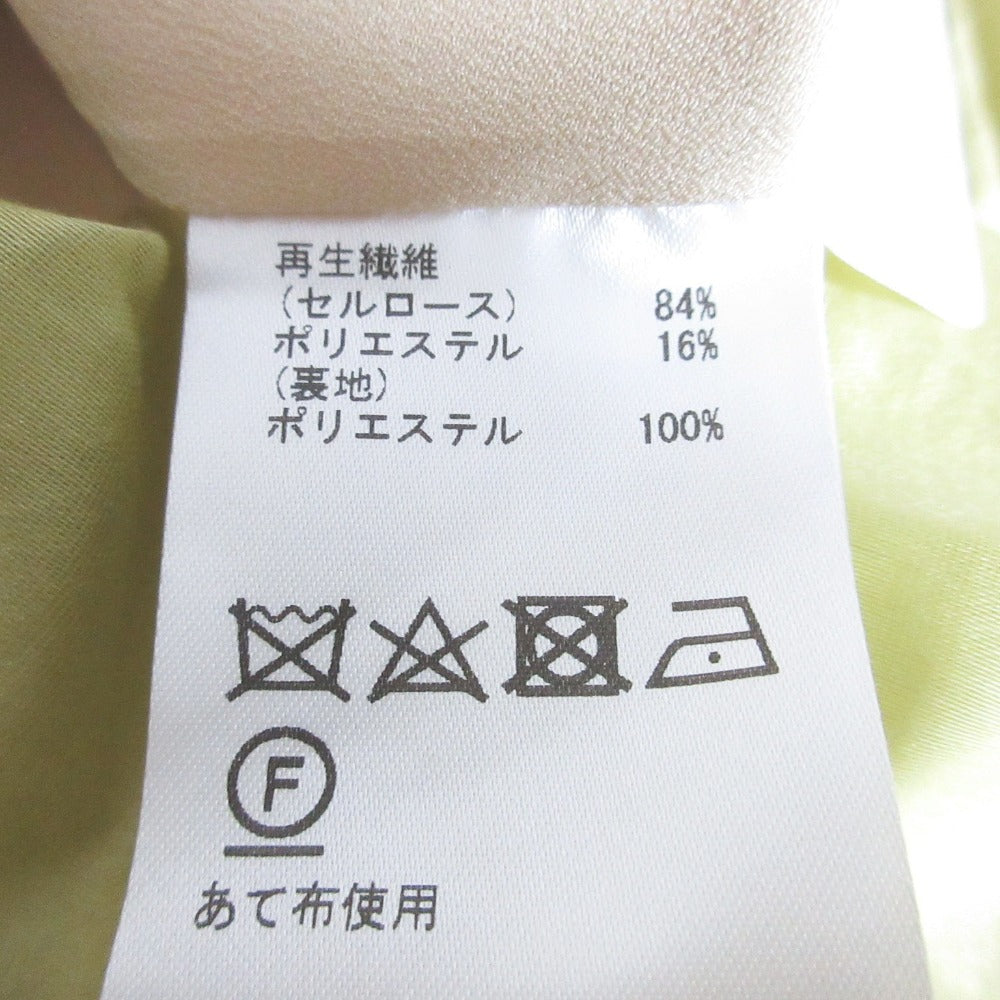 再生繊維
(セルロース) 84%
ポリエステル 16%
(裏地)
ポリエステル 100%
F
あて布使用